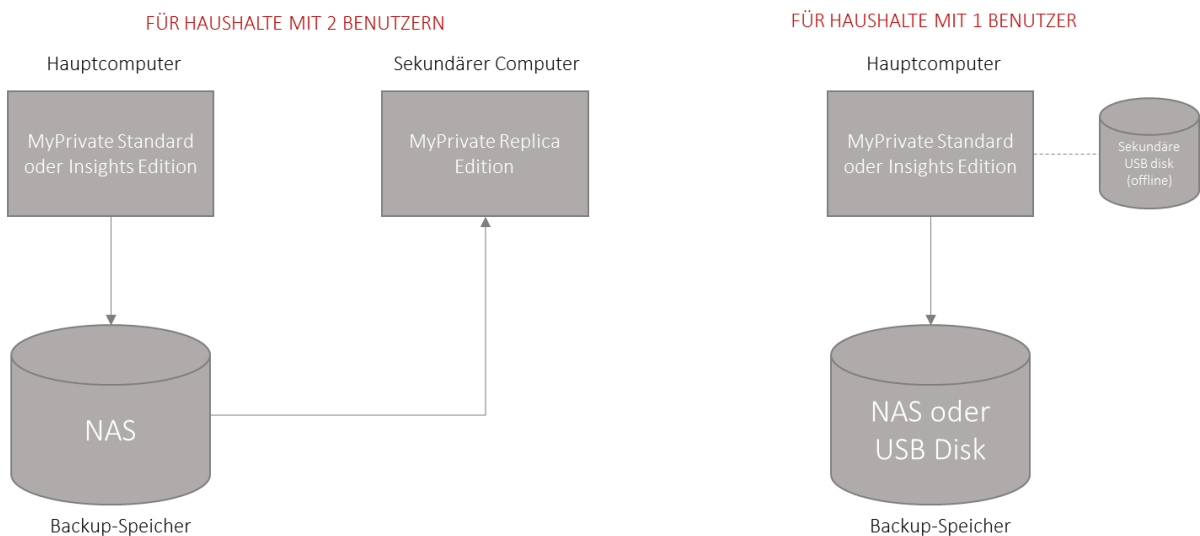 FÜR HAUSHALTE MIT 2 BENUTZERN
Hauptcomputer
Sekundärer Computer
MyPrivate Standard
oder Insights Edition
MyPrivate Replica
Edition
NAS
Backup-Speicher
FÜR HAUSHALTE MIT 1 BENUTZER
Hauptcomputer
MyPrivate Standard
oder Insights Edition
Sekundäre
USB disk
(offline)
NAS oder
USB Disk
Backup-Speicher